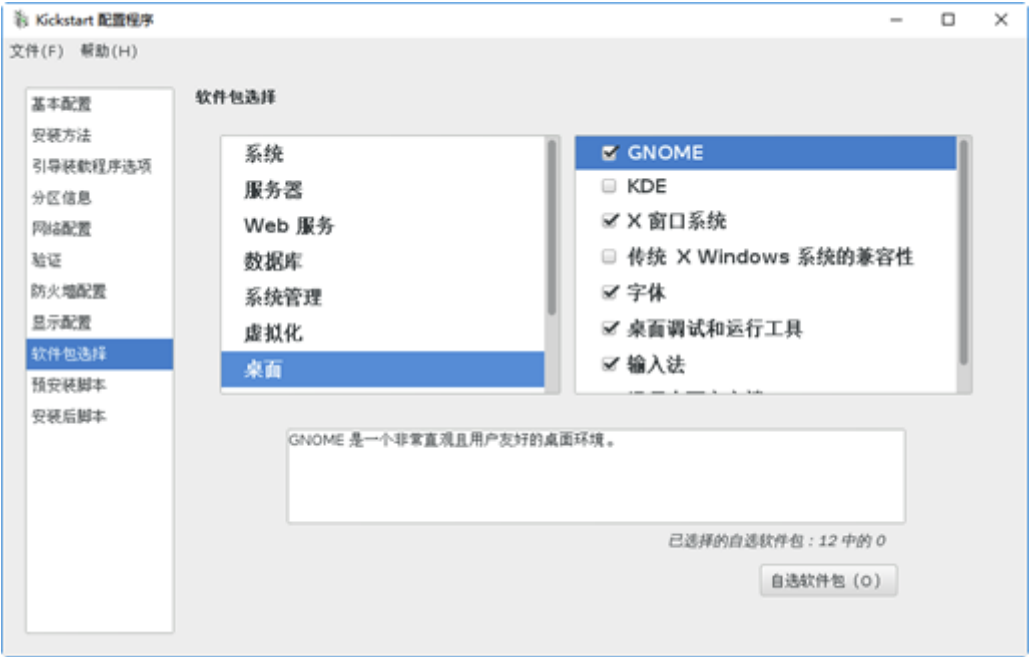 Kickstart 配置程序
文件(F) 帮助(H)
基本配置
安装方法
引导装载程序选项
分区信息
网络配置
验证
防火墙配置
显示配置
软件包选择
预安装脚本
安装后脚本
软件包选择
系统
服务器
Web 服务
数据库
系统管理
虚拟化
桌面
GNOME
KDE
X 窗口系统
传统 X Windows 系统的兼容性
字体
桌面调试和运行工具
输入法
GNOME 是一个非常直观且用户友好的桌面环境。
已选择的自选软件包：12 中的 0
自选软件包（O）